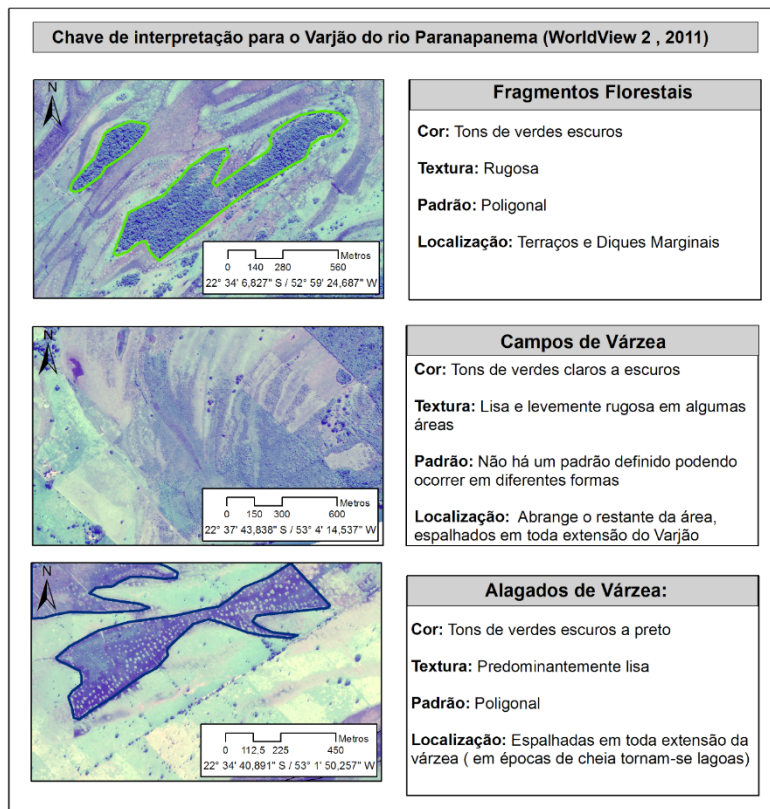 Chave de interpretação para o Varjão do rio Paranapanema (WorldView 2 , 2011)
N
Metros
0 140 280 560
22° 34' 6,827" S / 52° 59' 24,687" W
Fragmentos Florestais
Cor: Tons de verdes escuros
Textura: Rugosa
Padrão: Poligonal
Localização: Terraços e Diques Marginais
N
Metros
0 150 300 600
22° 37' 43,838" S / 53° 4' 14,537" W
Campos de Várzea
Cor: Tons de verdes claros a escuros
Textura: Lisa e levemente rugosa em algumas
áreas
Padrão: Não há um padrão definido podendo
ocorrer em diferentes formas
Localização: Abrange o restante da área,
espalhados em toda extensão do Varjão
N
Metros
0 112.5 225 450
22° 34' 40,891" S / 53° 1' 50,257" W
Alagados de Várzea:
Cor: Tons de verdes escuros a preto
Textura: Predominantemente lisa
Padrão: Poligonal
Localização: Espalhadas em toda extensão da
várzea ( em épocas de cheia tornam-se lagoas)